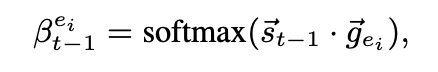 β^{e_i}_{t−1} = softmax(\vec{s}_{t−1} · \vec{g}_{e_i}),